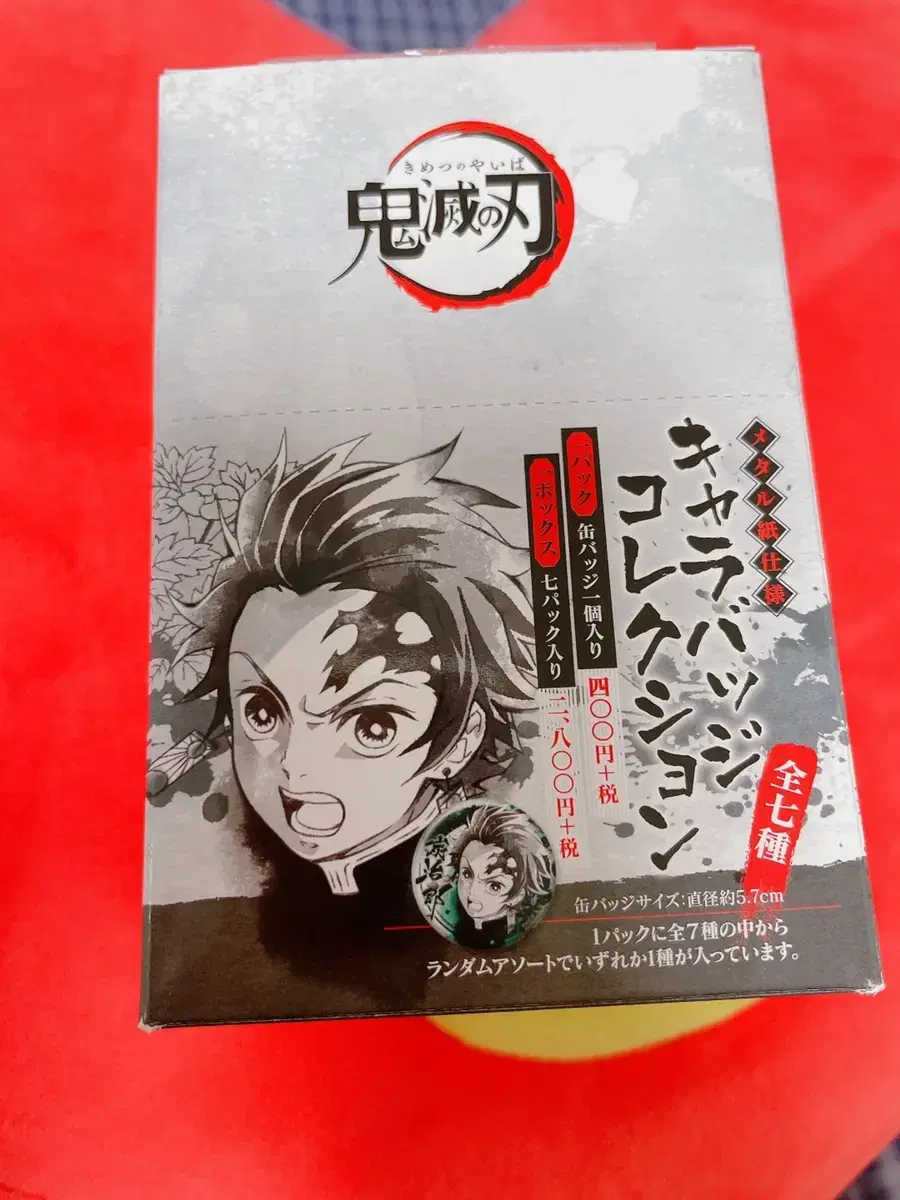 きめつのやいば
鬼滅の刃
メタル紙仕様
キャラバッジ
コレクション
一パック 缶バッジ一個入り 四〇〇円+税
一ボックス 七パック入り 二、八〇〇円+税
全七種
炭治郎
缶バッジサイズ:直径約5.7cm
1パックに全7種の中から
ランダムアソートでいずれか1種が入っています。